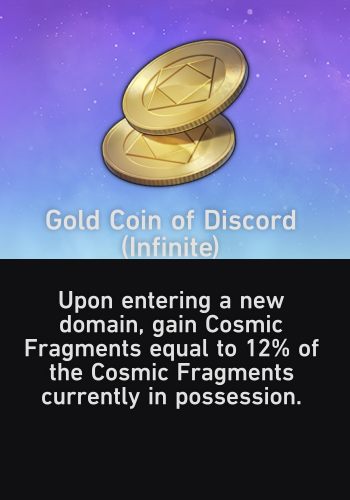 Gold Coin of Discord
(Infinite)
Upon entering a new
domain, gain Cosmic
Fragments equal to 12% of
the Cosmic Fragments
currently in possession.